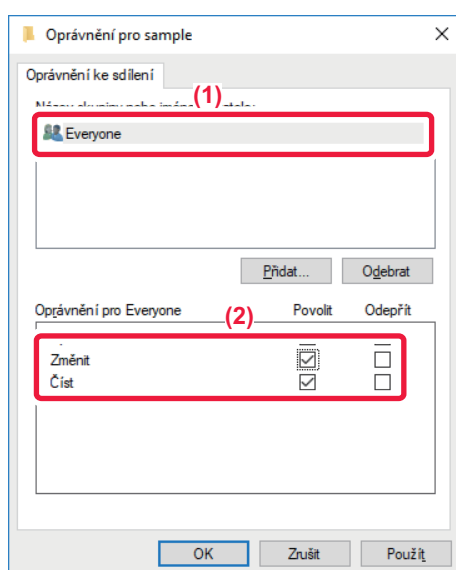 Oprávnění pro sample
Oprávnění ke sdílení
(1)
Everyone
Přidat... Odebrat
Oprávnění pro Everyone (2) Povolit Odepřít
Změnit
Číst
OK Zrušit Použít